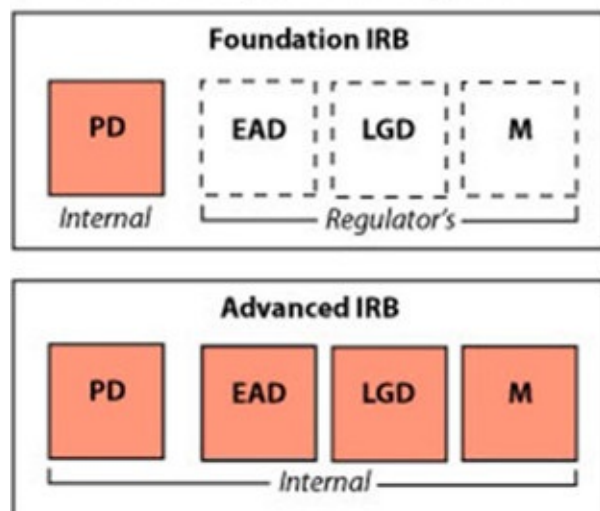 Foundation IRB
PD EAD LGD M
Internal Regulator's
Advanced IRB
PD EAD LGD M
Internal